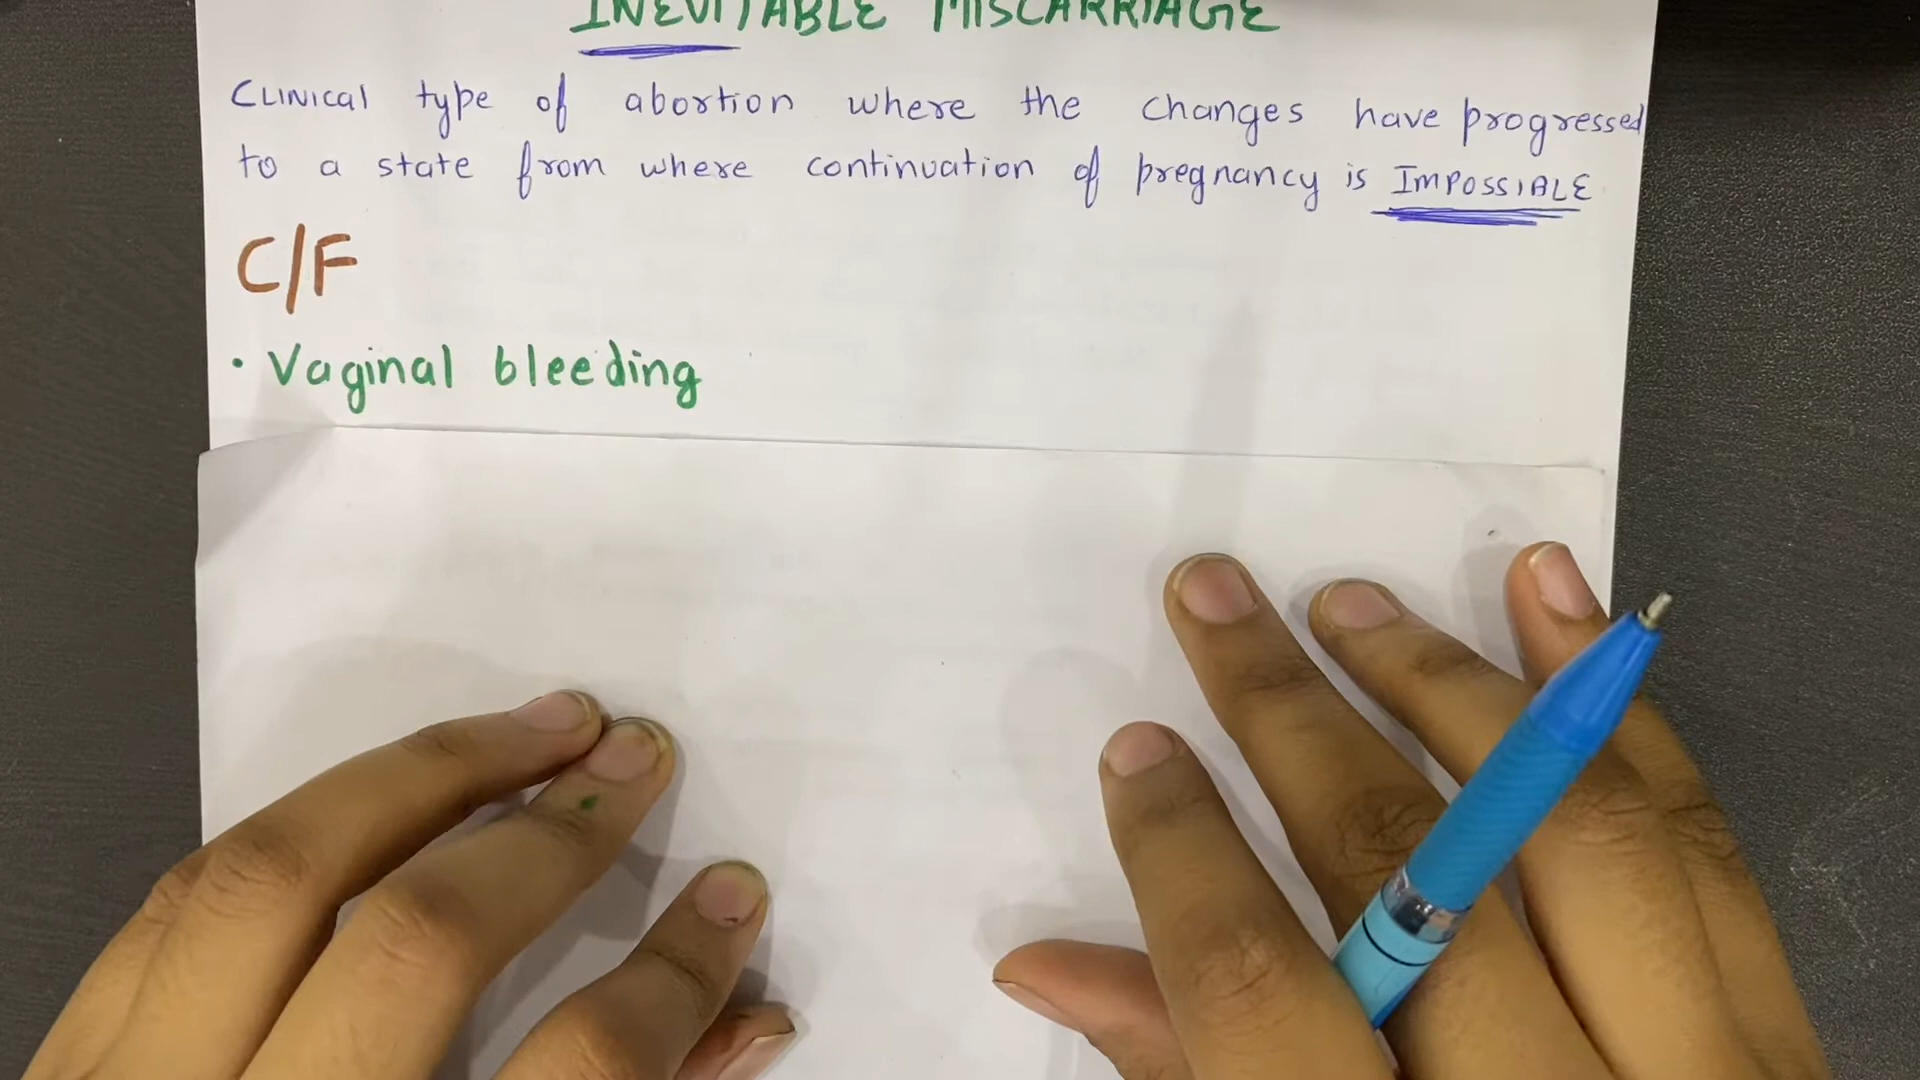 INEVITABLE MISCARRIAGE
CLINICAL type of abortion where the changes have progressed
to a state from where continuation of pregnancy is IMPOSSIBLE
C/F
• Vaginal bleeding